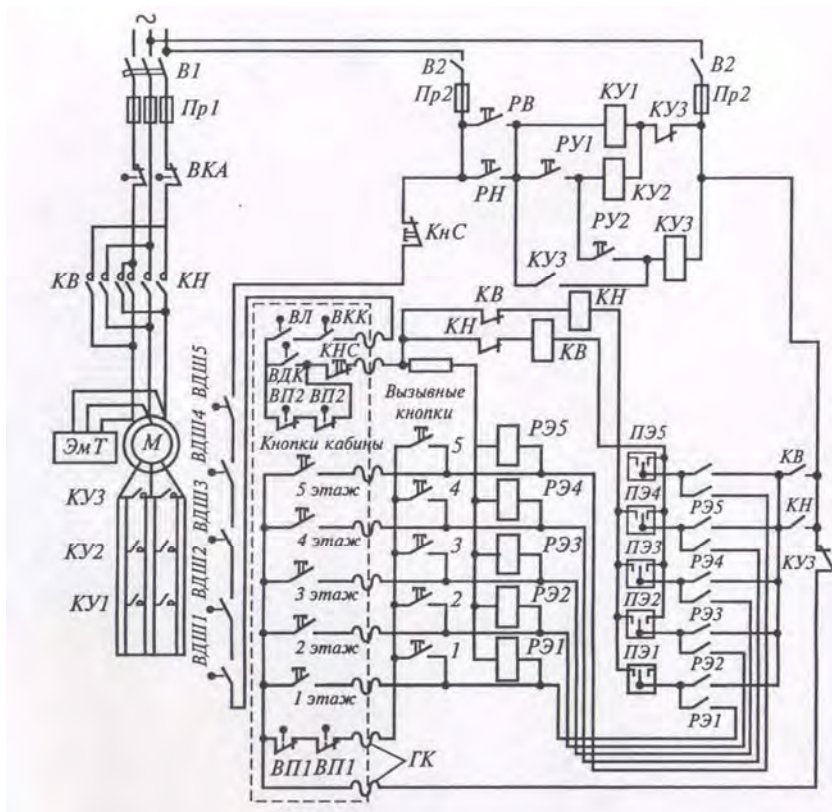 ~
В1
Пр1
ВКА
КВ
КН
ЭмТ
М
КУ3
КУ2
КУ1
ВДШ5
ВДШ4
ВДШ3
ВДШ2
ВДШ1
В2
Пр2
РВ
РН
КнС
КУ1
КУ3
В2
Пр2
РУ1
КУ2
РУ2
КУ3
КУ3
ВЛ
ВКК
КНС
ВДК
ВП2
ВП2
Кнопки кабины
КВ
КН
КН
КВ
Вызывные
кнопки
5 этаж
4 этаж
3 этаж
2 этаж
1 этаж
5
4
3
2
1
РЭ5
РЭ4
РЭ3
РЭ2
РЭ1
ПЭ5
ПЭ4
ПЭ3
ПЭ2
ПЭ1
РЭ5
РЭ4
РЭ3
РЭ2
РЭ1
КВ
КН
КУ3
ВП1
ВП1
ГК